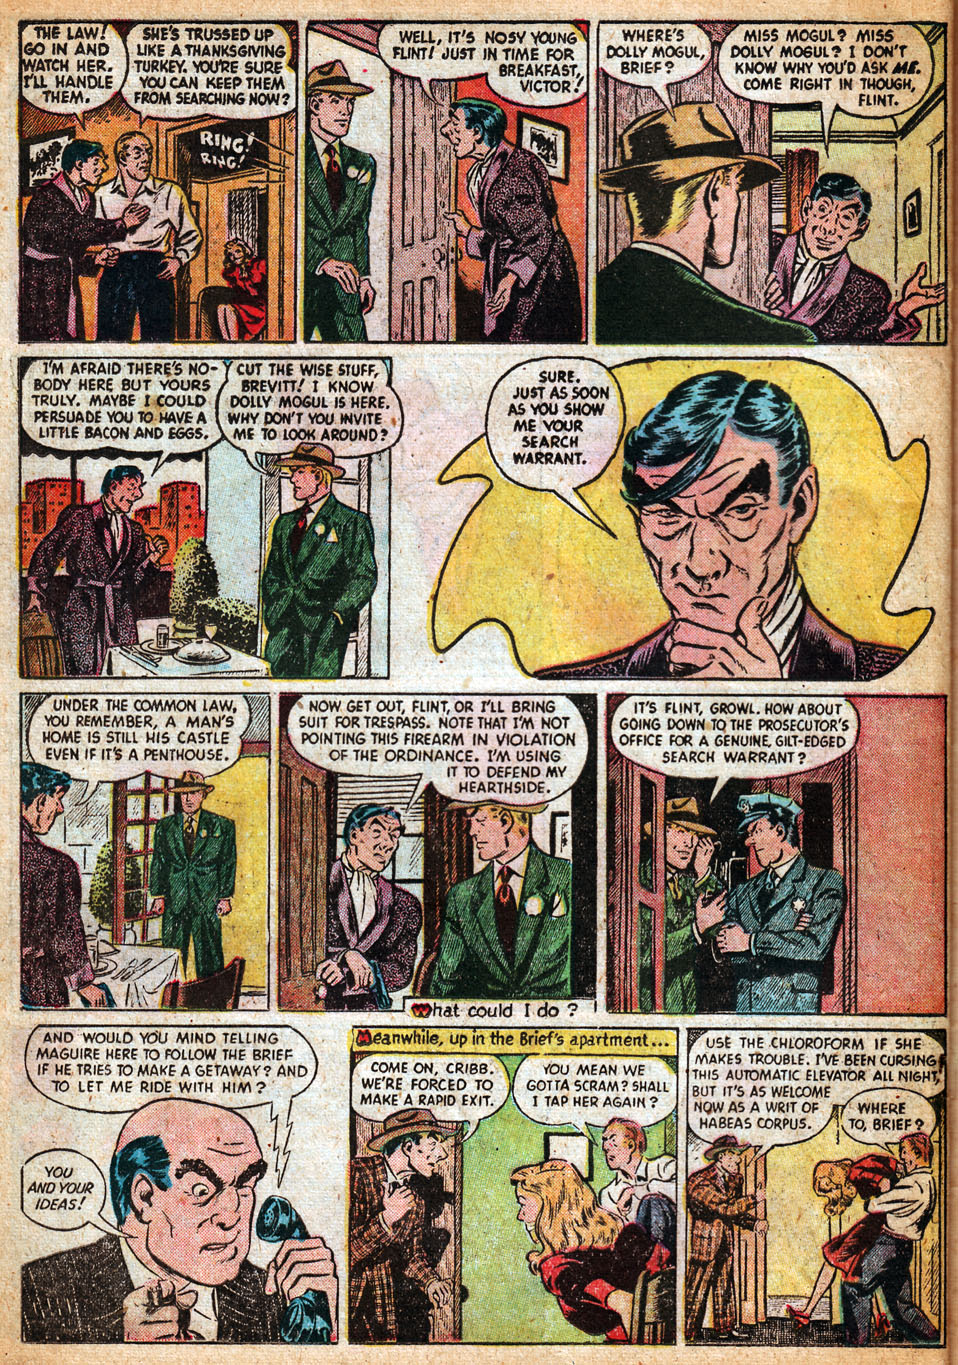 THE LAW!
GO IN AND
WATCH HER.
I'LL HANDLE
THEM.
SHE'S TRUSSED UP
LIKE A THANKSGIVING
TURKEY. YOU'RE SURE
YOU CAN KEEP THEM
FROM SEARCHING NOW?
RING!
RING!
WELL, IT'S NOSY YOUNG
FLINT! JUST IN TIME FOR
BREAKFAST,
VICTOR!
WHERE'S
DOLLY MOGUL,
BRIEF?
MISS MOGUL? MISS
DOLLY MOGUL? I DON'T
KNOW WHY YOU'D ASK ME.
COME RIGHT IN THOUGH,
FLINT.
I'M AFRAID THERE'S NO-
BODY HERE BUT YOURS
TRULY. MAYBE I COULD
PERSUADE YOU TO HAVE A
LITTLE BACON AND EGGS.
CUT THE WISE STUFF,
BREVITT! I KNOW
DOLLY MOGUL IS HERE.
WHY DON'T YOU INVITE
ME TO LOOK AROUND?
SURE.
JUST AS SOON
AS YOU SHOW
ME YOUR
SEARCH
WARRANT.
UNDER THE COMMON LAW,
YOU REMEMBER, A MAN'S
HOME IS STILL HIS CASTLE
EVEN IF IT'S A PENTHOUSE.
NOW GET OUT, FLINT, OR I'LL BRING
SUIT FOR TRESPASS. NOTE THAT I'M NOT
POINTING THIS FIREARM IN VIOLATION
OF THE ORDINANCE. I'M USING
IT TO DEFEND MY
HEARTHSIDE.
What could I do?
IT'S FLINT, GROWL. HOW ABOUT
GOING DOWN TO THE PROSECUTOR'S
OFFICE FOR A GENUINE, GILT-EDGED
SEARCH WARRANT?
AND WOULD YOU MIND TELLING
MAGUIRE HERE TO FOLLOW THE BRIEF
IF HE TRIES TO MAKE A GETAWAY? AND
TO LET ME RIDE WITH HIM?
YOU
AND YOUR
IDEAS!
Meanwhile, up in the Brief's apartment...
COME ON, CRIBB.
WE'RE FORCED TO
MAKE A RAPID EXIT.
YOU MEAN WE
GOTTA SCRAM? SHALL
I TAP HER AGAIN?
USE THE CHLOROFORM IF SHE
MAKES TROUBLE. I'VE BEEN CURSING
THIS AUTOMATIC ELEVATOR ALL NIGHT,
BUT IT'S AS WELCOME
NOW AS A WRIT OF
HABEAS CORPUS.
WHERE
TO, BRIEF?